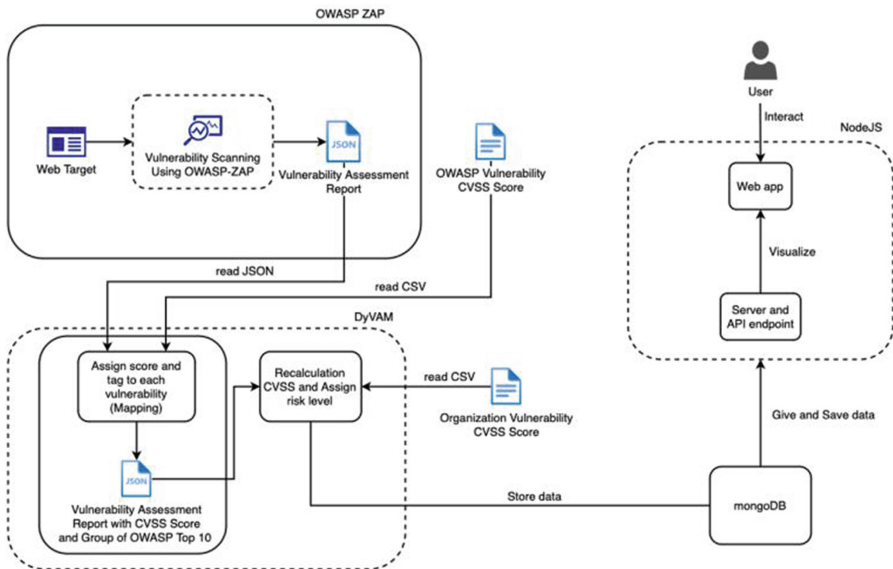 OWASP ZAP
Web Target
Vulnerability Scanning
Using OWASP-ZAP
JSON
Vulnerability Assessment
Report
OWASP Vulnerability
CVSS Score
User
Interact
NodeJS
Web app
Visualize
Server and
API endpoint
read JSON
read CSV
DyVAM
Assign score and
tag to each
vulnerability
(Mapping)
Recalculation
CVSS and Assign
risk level
read CSV
Organization Vulnerability
CVSS Score
JSON
Vulnerability Assessment
Report with CVSS Score
and Group of OWASP Top 10
Store data
Give and Save data
mongoDB